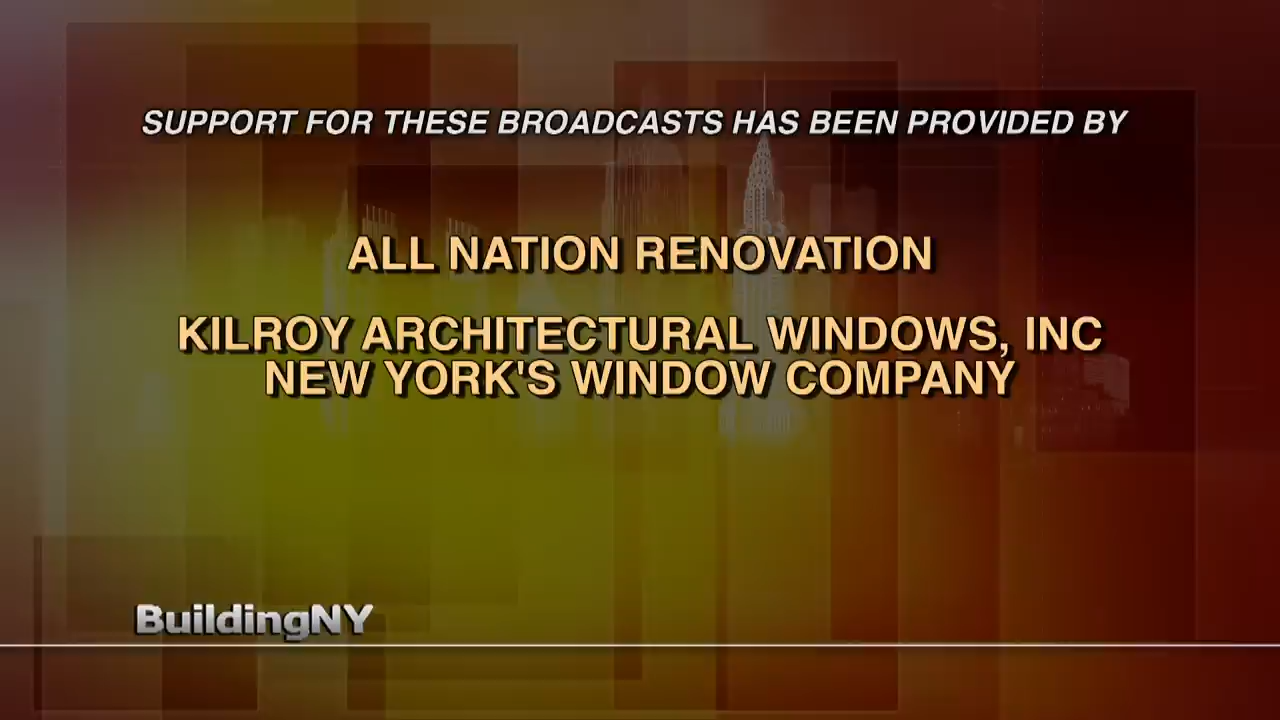 SUPPORT FOR THESE BROADCASTS HAS BEEN PROVIDED BY
ALL NATION RENOVATION
KILROY ARCHITECTURAL WINDOWS, INC
NEW YORK'S WINDOW COMPANY
BuildingNY